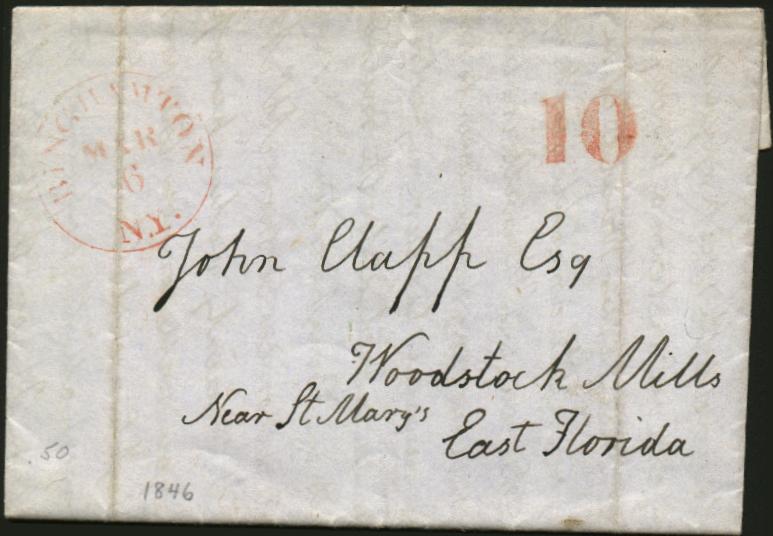 BINGHAMTON
MAR
6
N.Y.
10
John Clapp Esq
Woodstock Mills
Near St Mary's
East Florida
.50
1846